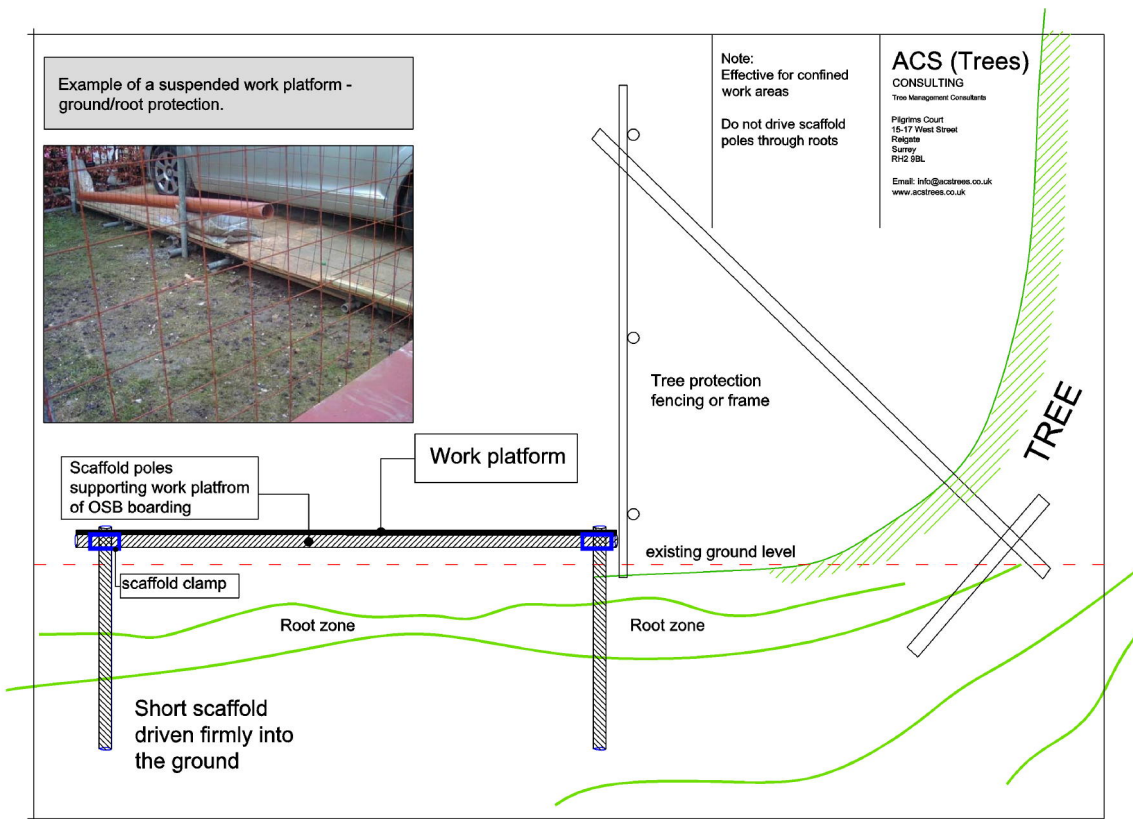 Example of a suspended work platform -
ground/root protection.
Note:
Effective for confined
work areas
Do not drive scaffold
poles through roots
ACS (Trees)
CONSULTING
Tree Management Consultants
Pilgrims Court
15-17 West Street
Reigate
Surrey
RH2 9BL
Email: info@acstrees.co.uk
www.acstrees.co.uk
Tree protection
fencing or frame
TREE
Work platform
Scaffold poles
supporting work platfrom
of OSB boarding
existing ground level
scaffold clamp
Root zone
Root zone
Short scaffold
driven firmly into
the ground